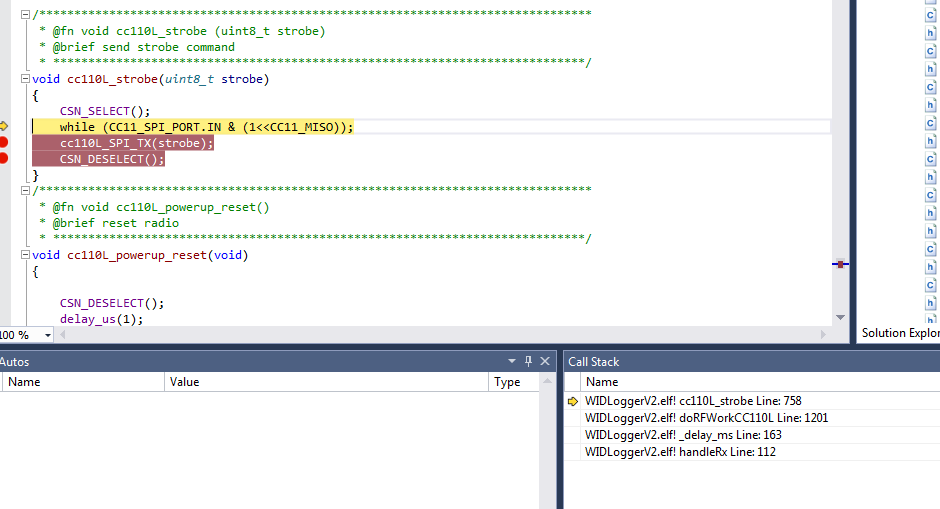 /*******************************************************************************
* @fn void cc110L_strobe (uint8_t strobe)
* @brief send strobe command
* ****************************************************************************/
void cc110L_strobe(uint8_t strobe)
{
CSN_SELECT();
while (CC11_SPI_PORT.IN & (1<<CC11_MISO));
cc110L_SPI_TX(strobe);
CSN_DESELECT();
}
/*******************************************************************************
* @fn void cc110L_powerup_reset()
* @brief reset radio
* ****************************************************************************/
void cc110L_powerup_reset(void)
{
CSN_DESELECT();
delay_us(1);
100 %
Solution Explor
Autos
Name Value Type
Call Stack
Name
WIDLoggerV2.elf! cc110L_strobe Line: 758
WIDLoggerV2.elf! doRFWorkCC110L Line: 1201
WIDLoggerV2.elf! _delay_ms Line: 163
WIDLoggerV2.elf! handleRx Line: 112